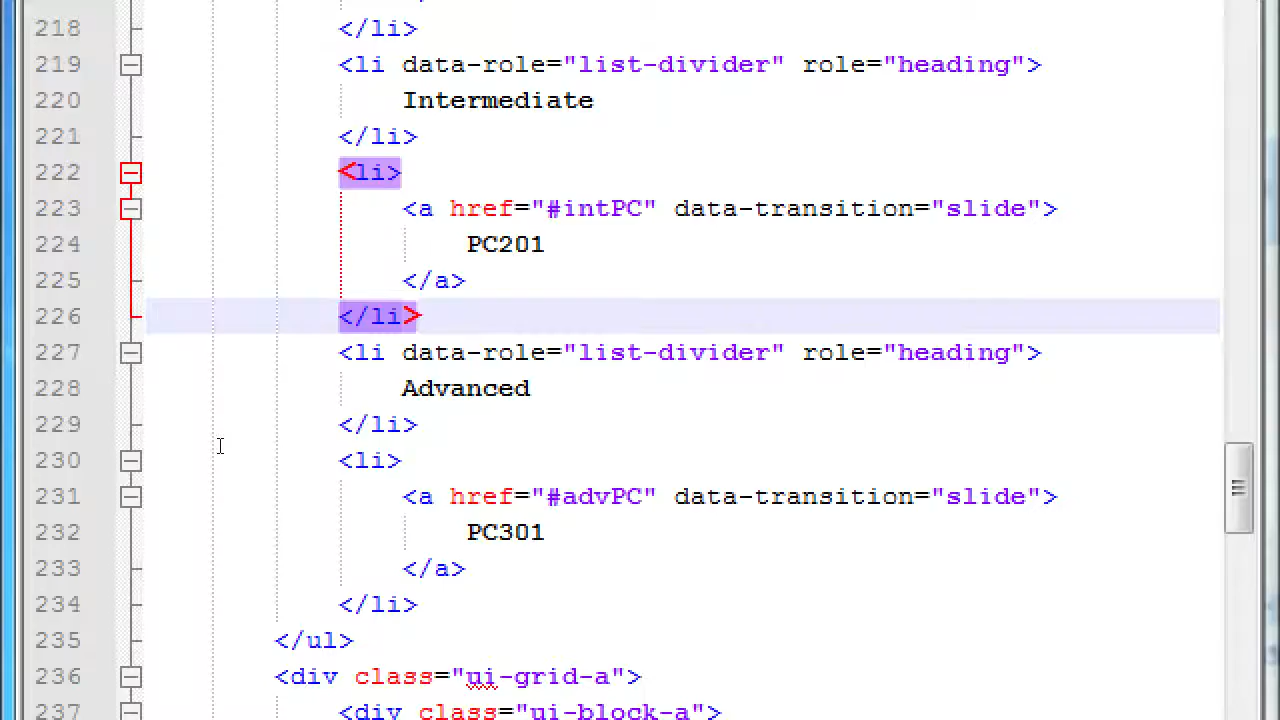 218 </li>
219 <li data-role="list-divider" role="heading">
220 Intermediate
221 </li>
222 <li>
223 <a href="#intPC" data-transition="slide">
224 PC201
225 </a>
226 </li>
227 <li data-role="list-divider" role="heading">
228 Advanced
229 </li>
230 <li>
231 <a href="#advPC" data-transition="slide">
232 PC301
233 </a>
234 </li>
235 </ul>
236 <div class="ui-grid-a">
237 <div class="ui-block-a">